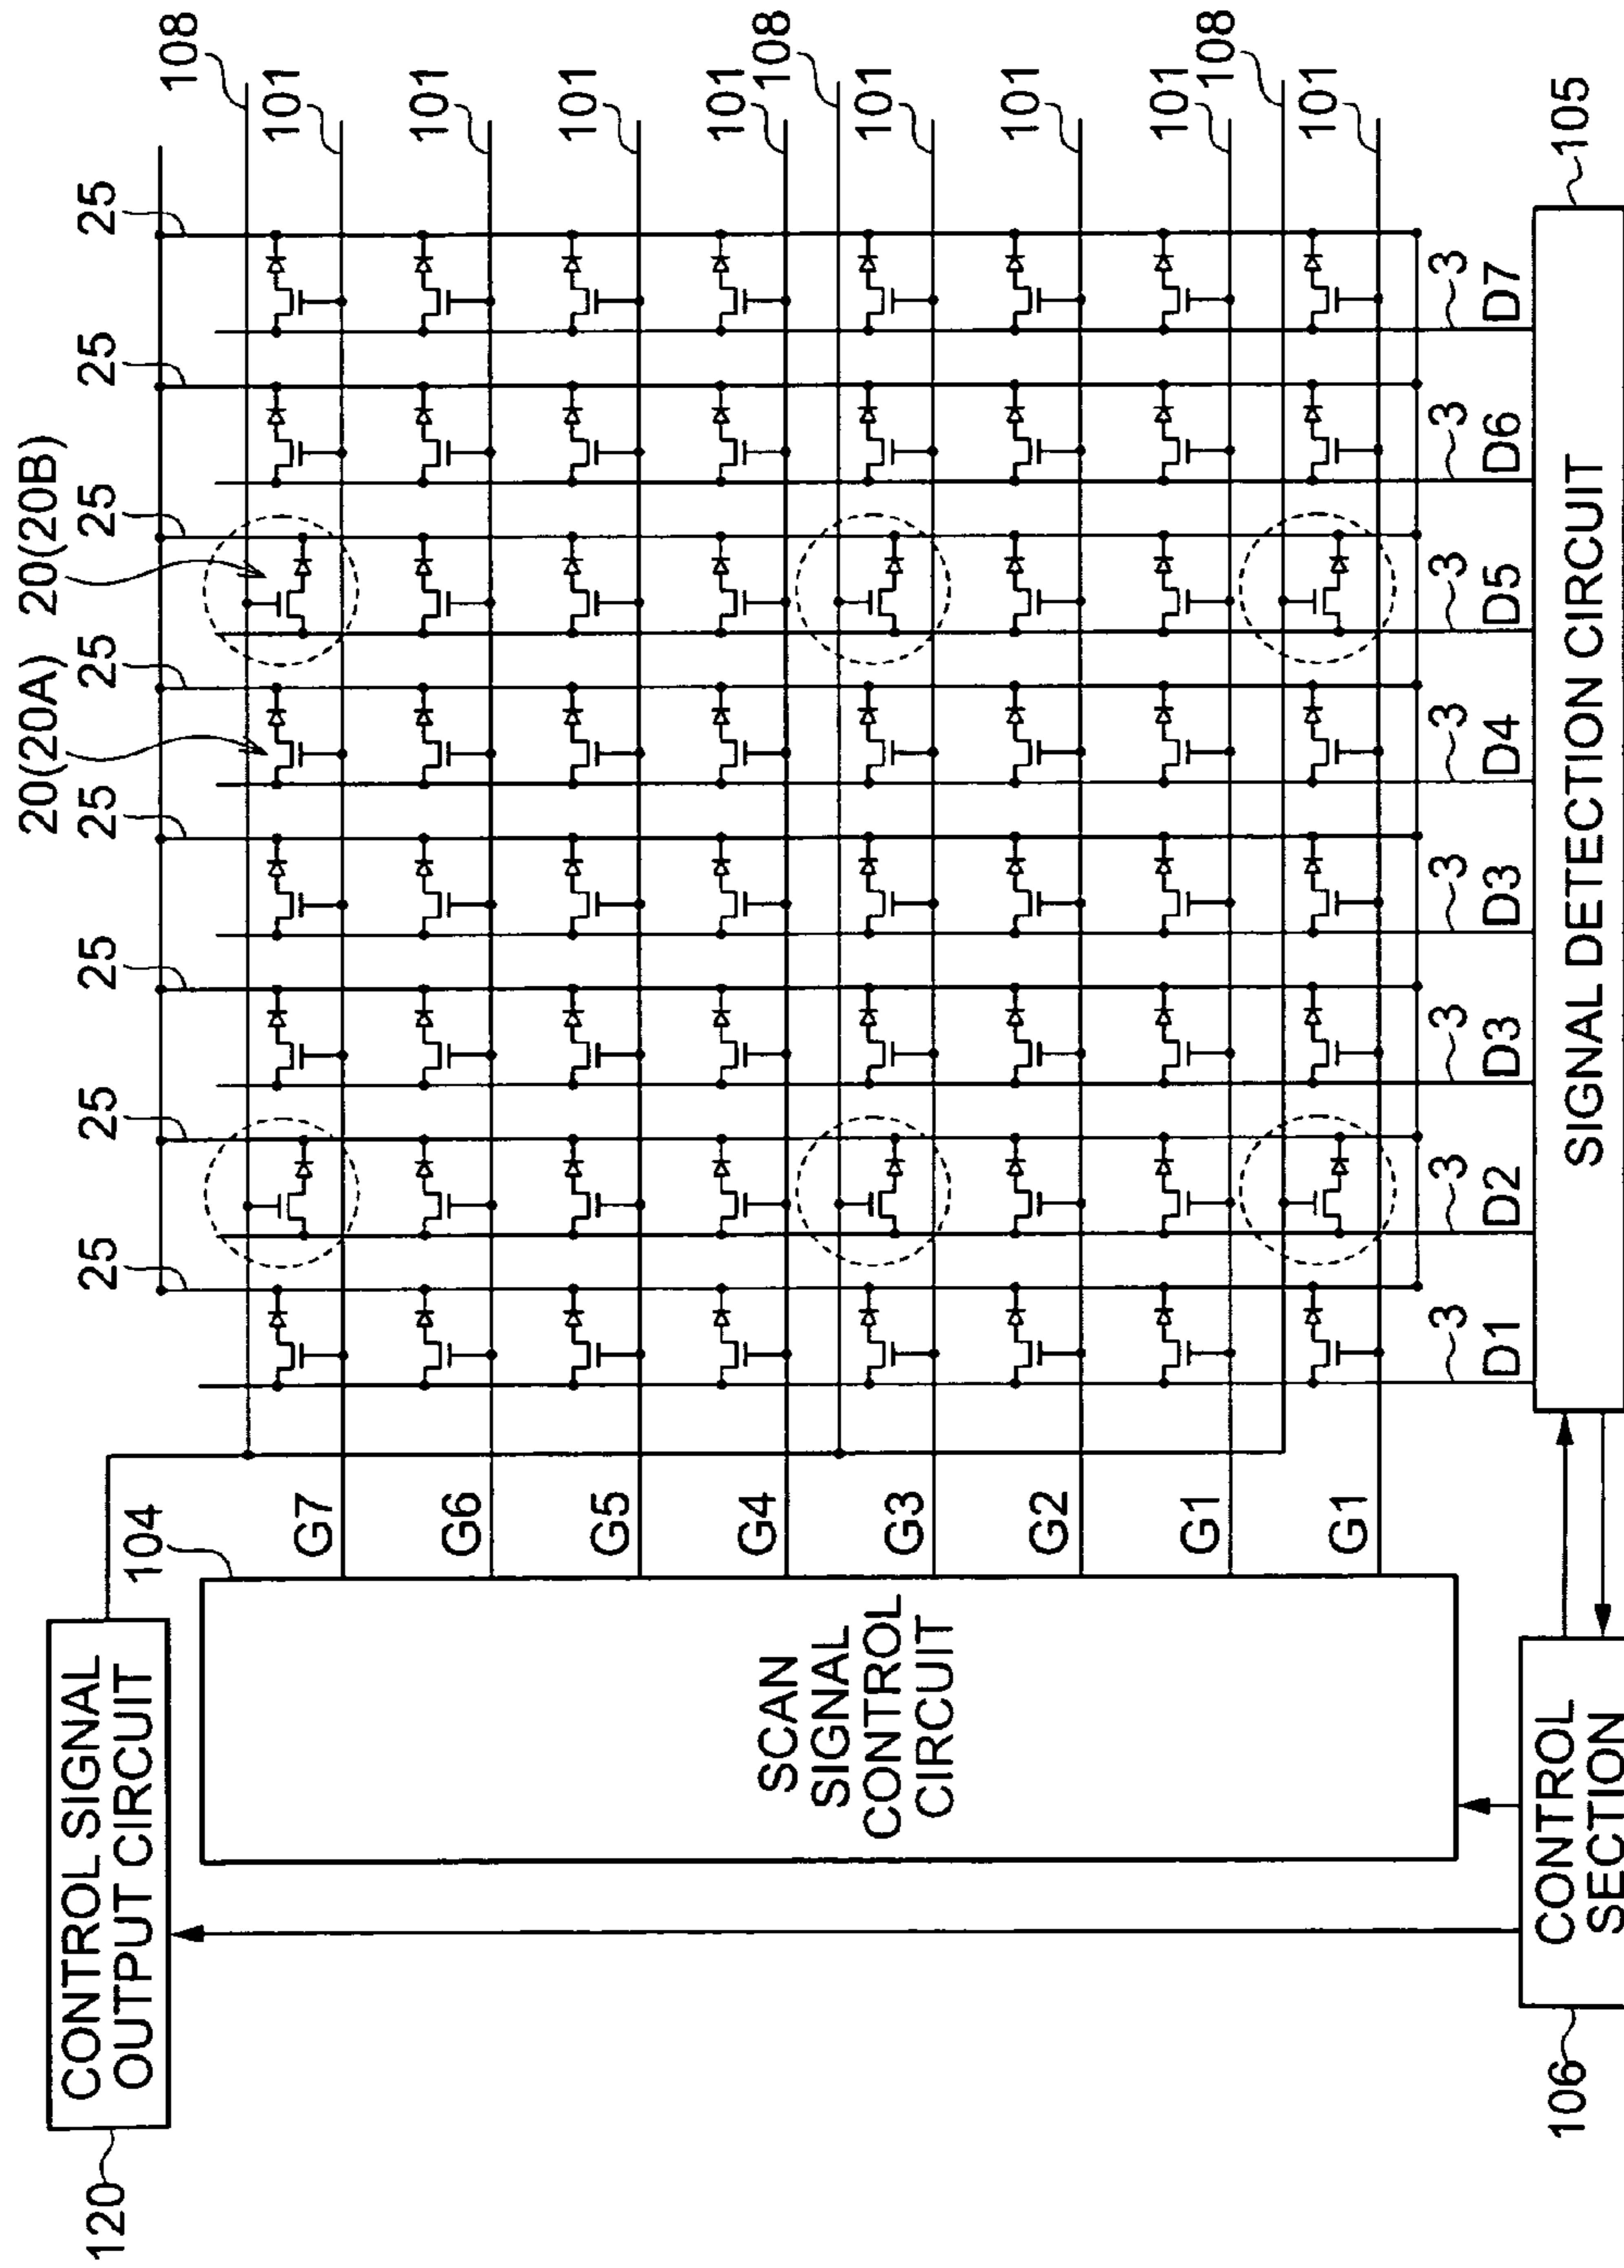 CONTROL SIGNAL
OUTPUT CIRCUIT
120
104
SCAN
SIGNAL
CONTROL
CIRCUIT
CONTROL
SECTION
106
SIGNAL DETECTION CIRCUIT
105
20(20A)
20(20B)
25
25
25
25
25
25
25
25
108
101
101
101
101
108
101
101
101
108
101
G7
G6
G5
G4
G3
G2
G1
G1
3
3
3
3
3
3
3
3
D1
D2
D3
D3
D4
D5
D6
D7